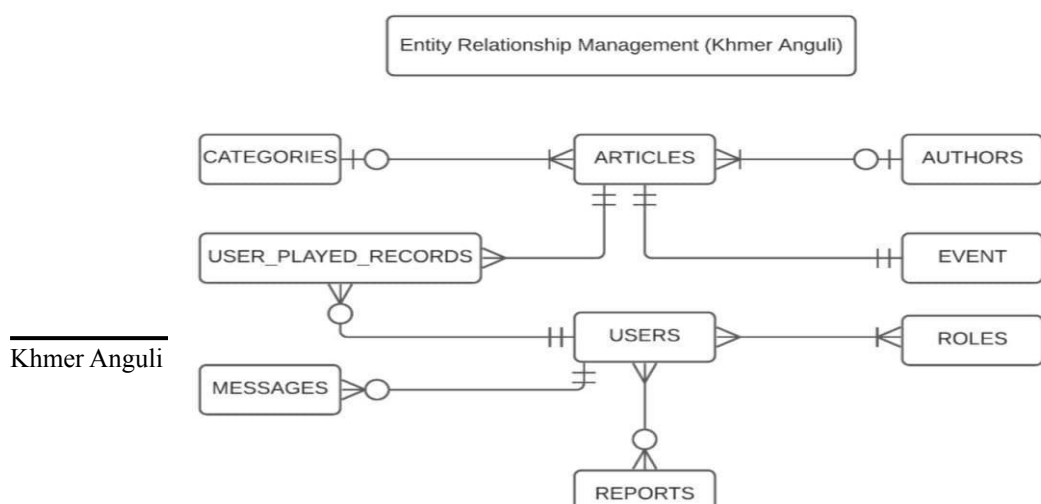 Entity Relationship Management (Khmer Anguli)
CATEGORIES
ARTICLES
AUTHORS
USER_PLAYED_RECORDS
EVENT
USERS
ROLES
Khmer Anguli
MESSAGES
REPORTS